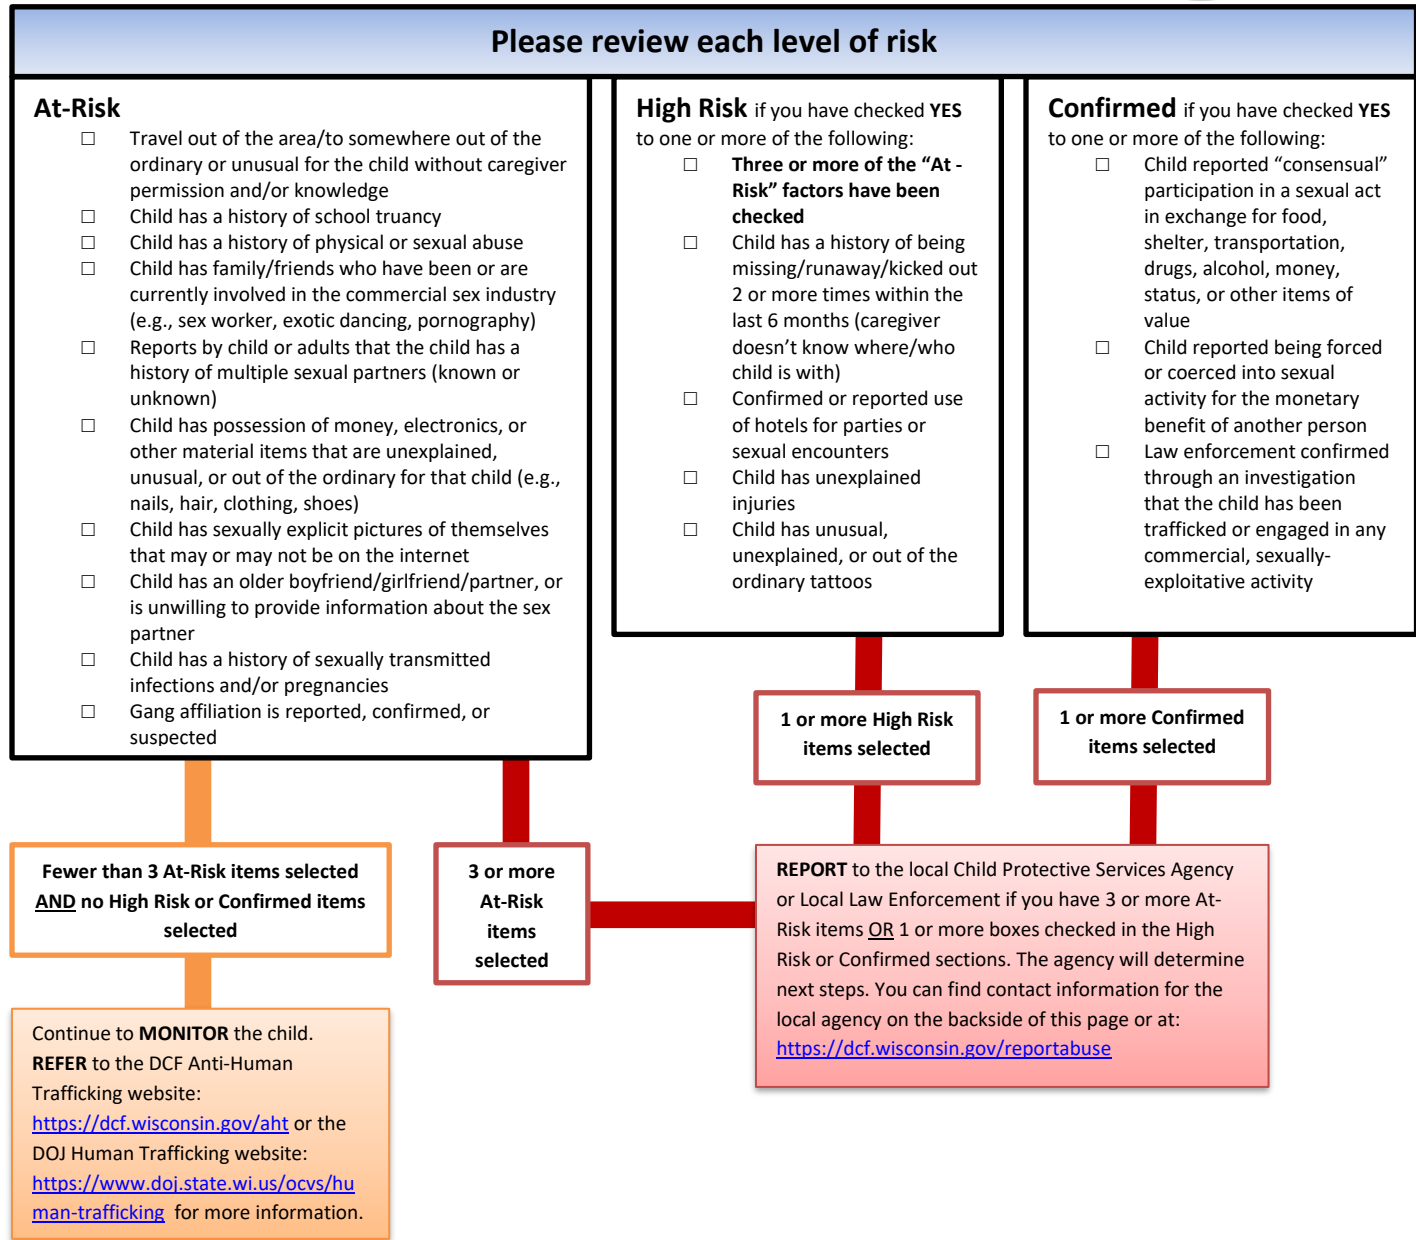 Please review each level of risk
At-Risk
☐ Travel out of the area/to somewhere out of the
ordinary or unusual for the child without caregiver
permission and/or knowledge
☐ Child has a history of school truancy
☐ Child has a history of physical or sexual abuse
☐ Child has family/friends who have been or are
currently involved in the commercial sex industry
(e.g., sex worker, exotic dancing, pornography)
☐ Reports by child or adults that the child has a
history of multiple sexual partners (known or
unknown)
☐ Child has possession of money, electronics, or
other material items that are unexplained,
unusual, or out of the ordinary for that child (e.g.,
nails, hair, clothing, shoes)
☐ Child has sexually explicit pictures of themselves
that may or may not be on the internet
☐ Child has an older boyfriend/girlfriend/partner, or
is unwilling to provide information about the sex
partner
☐ Child has a history of sexually transmitted
infections and/or pregnancies
☐ Gang affiliation is reported, confirmed, or
suspected
High Risk if you have checked YES
to one or more of the following:
☐ Three or more of the “At -
Risk” factors have been
checked
☐ Child has a history of being
missing/runaway/kicked out
2 or more times within the
last 6 months (caregiver
doesn’t know where/who
child is with)
☐ Confirmed or reported use
of hotels for parties or
sexual encounters
☐ Child has unexplained
injuries
☐ Child has unusual,
unexplained, or out of the
ordinary tattoos
Confirmed if you have checked YES
to one or more of the following:
☐ Child reported “consensual”
participation in a sexual act
in exchange for food,
shelter, transportation,
drugs, alcohol, money,
status, or other items of
value
☐ Child reported being forced
or coerced into sexual
activity for the monetary
benefit of another person
☐ Law enforcement confirmed
through an investigation
that the child has been
trafficked or engaged in any
commercial, sexually-
exploitative activity
1 or more High Risk
items selected
1 or more Confirmed
items selected
Fewer than 3 At-Risk items selected
AND no High Risk or Confirmed items
selected
3 or more
At-Risk
items
selected
REPORT to the local Child Protective Services Agency
or Local Law Enforcement if you have 3 or more At-
Risk items OR 1 or more boxes checked in the High
Risk or Confirmed sections. The agency will determine
next steps. You can find contact information for the
local agency on the backside of this page or at:
https://dcf.wisconsin.gov/reportabuse
Continue to MONITOR the child.
REFER to the DCF Anti-Human
Trafficking website:
https://dcf.wisconsin.gov/aht or the
DOJ Human Trafficking website:
https://www.doj.state.wi.us/ocvs/hu
man-trafficking for more information.